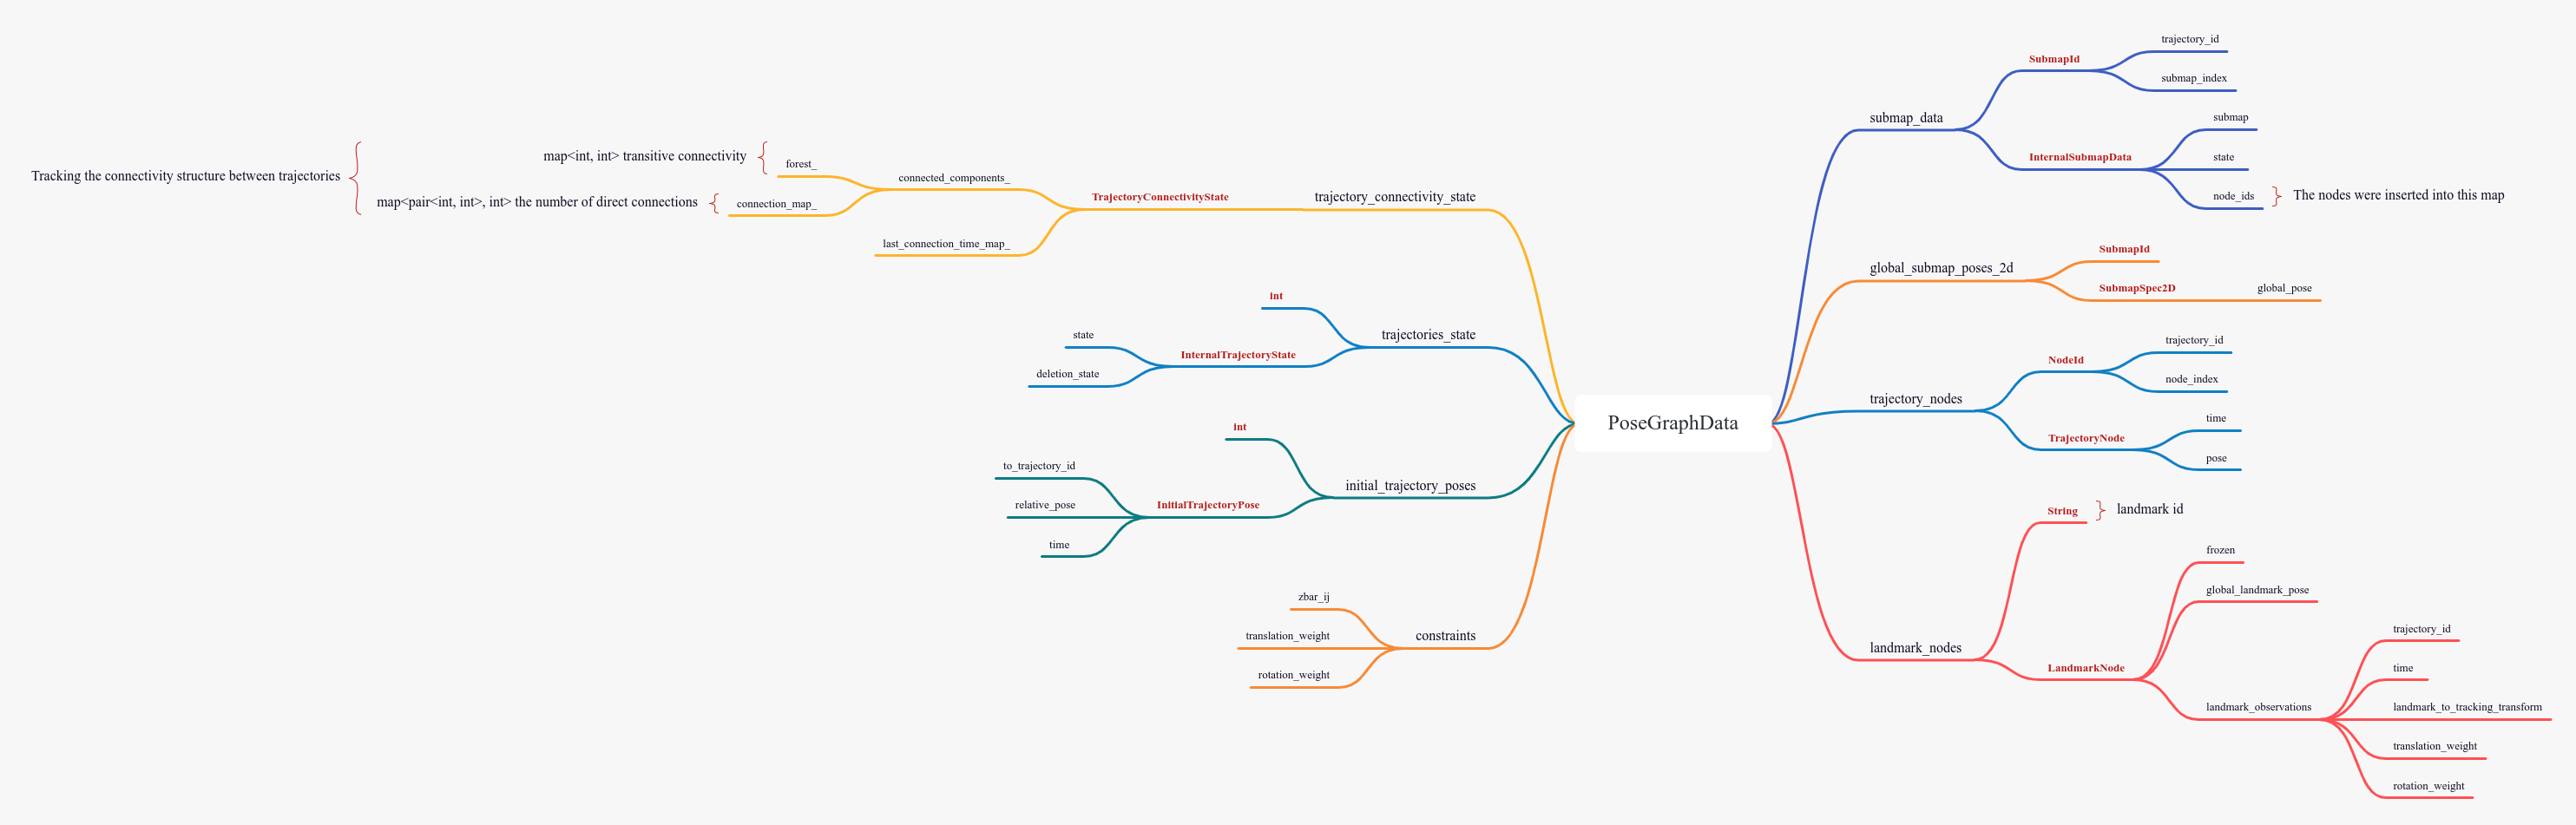 PoseGraphData
submap_data
SubmapId
trajectory_id
submap_index
InternalSubmapData
submap
state
node_ids
The nodes were inserted into this map
global_submap_poses_2d
SubmapId
SubmapSpec2D
global_pose
trajectory_nodes
NodeId
trajectory_id
node_index
TrajectoryNode
time
pose
landmark_nodes
String
landmark id
LandmarkNode
frozen
global_landmark_pose
landmark_observations
trajectory_id
time
landmark_to_tracking_transform
translation_weight
rotation_weight
trajectory_connectivity_state
TrajectoryConnectivityState
connected_components_
forest_
map<int, int> transitive connectivity
connection_map_
map<pair<int, int>, int> the number of direct connections
Tracking the connectivity structure between trajectories
last_connection_time_map_
trajectories_state
int
InternalTrajectoryState
state
deletion_state
initial_trajectory_poses
int
InitialTrajectoryPose
to_trajectory_id
relative_pose
time
constraints
zbar_ij
translation_weight
rotation_weight